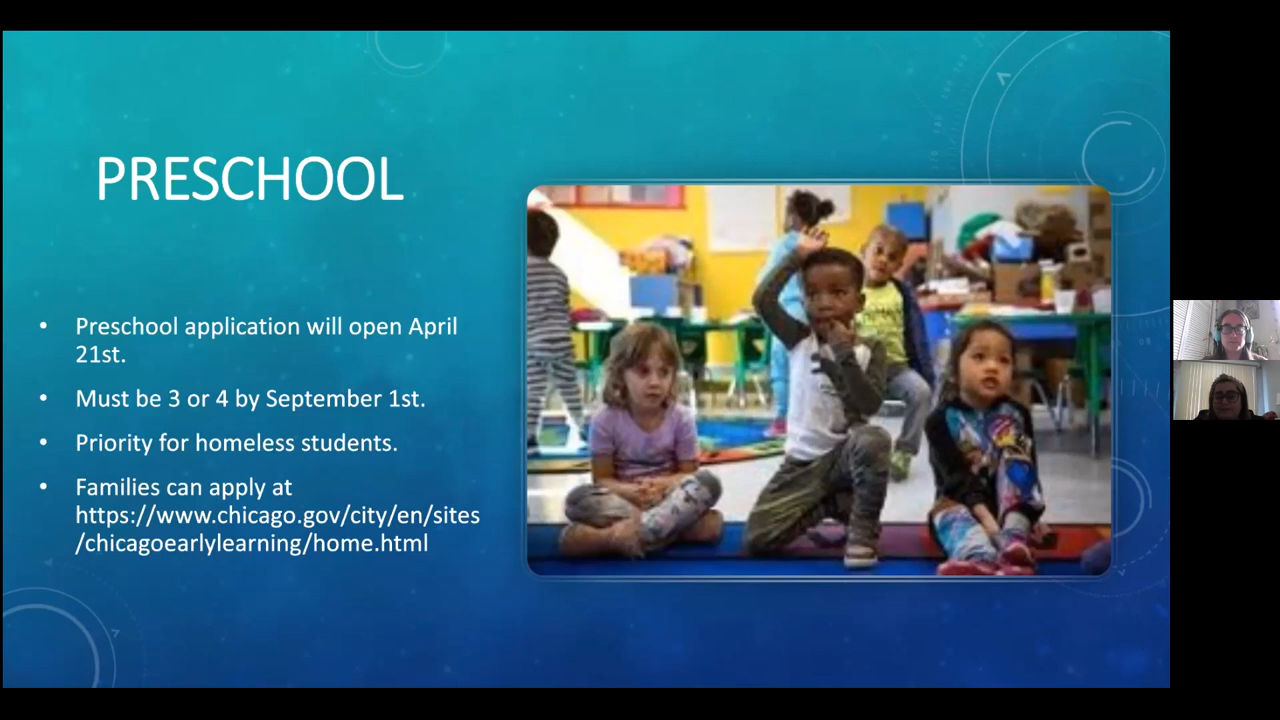 PRESCHOOL
• Preschool application will open April
21st.
• Must be 3 or 4 by September 1st.
• Priority for homeless students.
• Families can apply at
https://www.chicago.gov/city/en/sites
/chicagoearlylearning/home.html